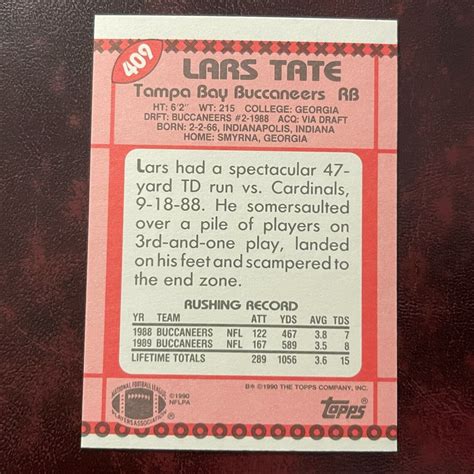 409
LARS TATE
Tampa Bay Buccaneers RB
HT: 6'2" WT: 215 COLLEGE: GEORGIA
DRFT: BUCCANEERS #2-1988 ACQ: VIA DRAFT
BORN: 2-2-66, INDIANAPOLIS, INDIANA
HOME: SMYRNA, GEORGIA
Lars had a spectacular 47-
yard TD run vs. Cardinals,
9-18-88. He somersaulted
over a pile of players on
3rd-and-one play, landed
on his feet and scampered to
the end zone.
RUSHING RECORD
YR TEAM ATT YDS AVG TDS
1988 BUCCANEERS NFL 122 467 3.8 7
1989 BUCCANEERS NFL 167 589 3.5 8
LIFETIME TOTALS 289 1056 3.6 15
B* ©1990 THE TOPPS COMPANY, INC.
NATIONAL FOOTBALL LEAGUE
PLAYERS ASSOCIATION
©1990
NFLPA
TOPPS